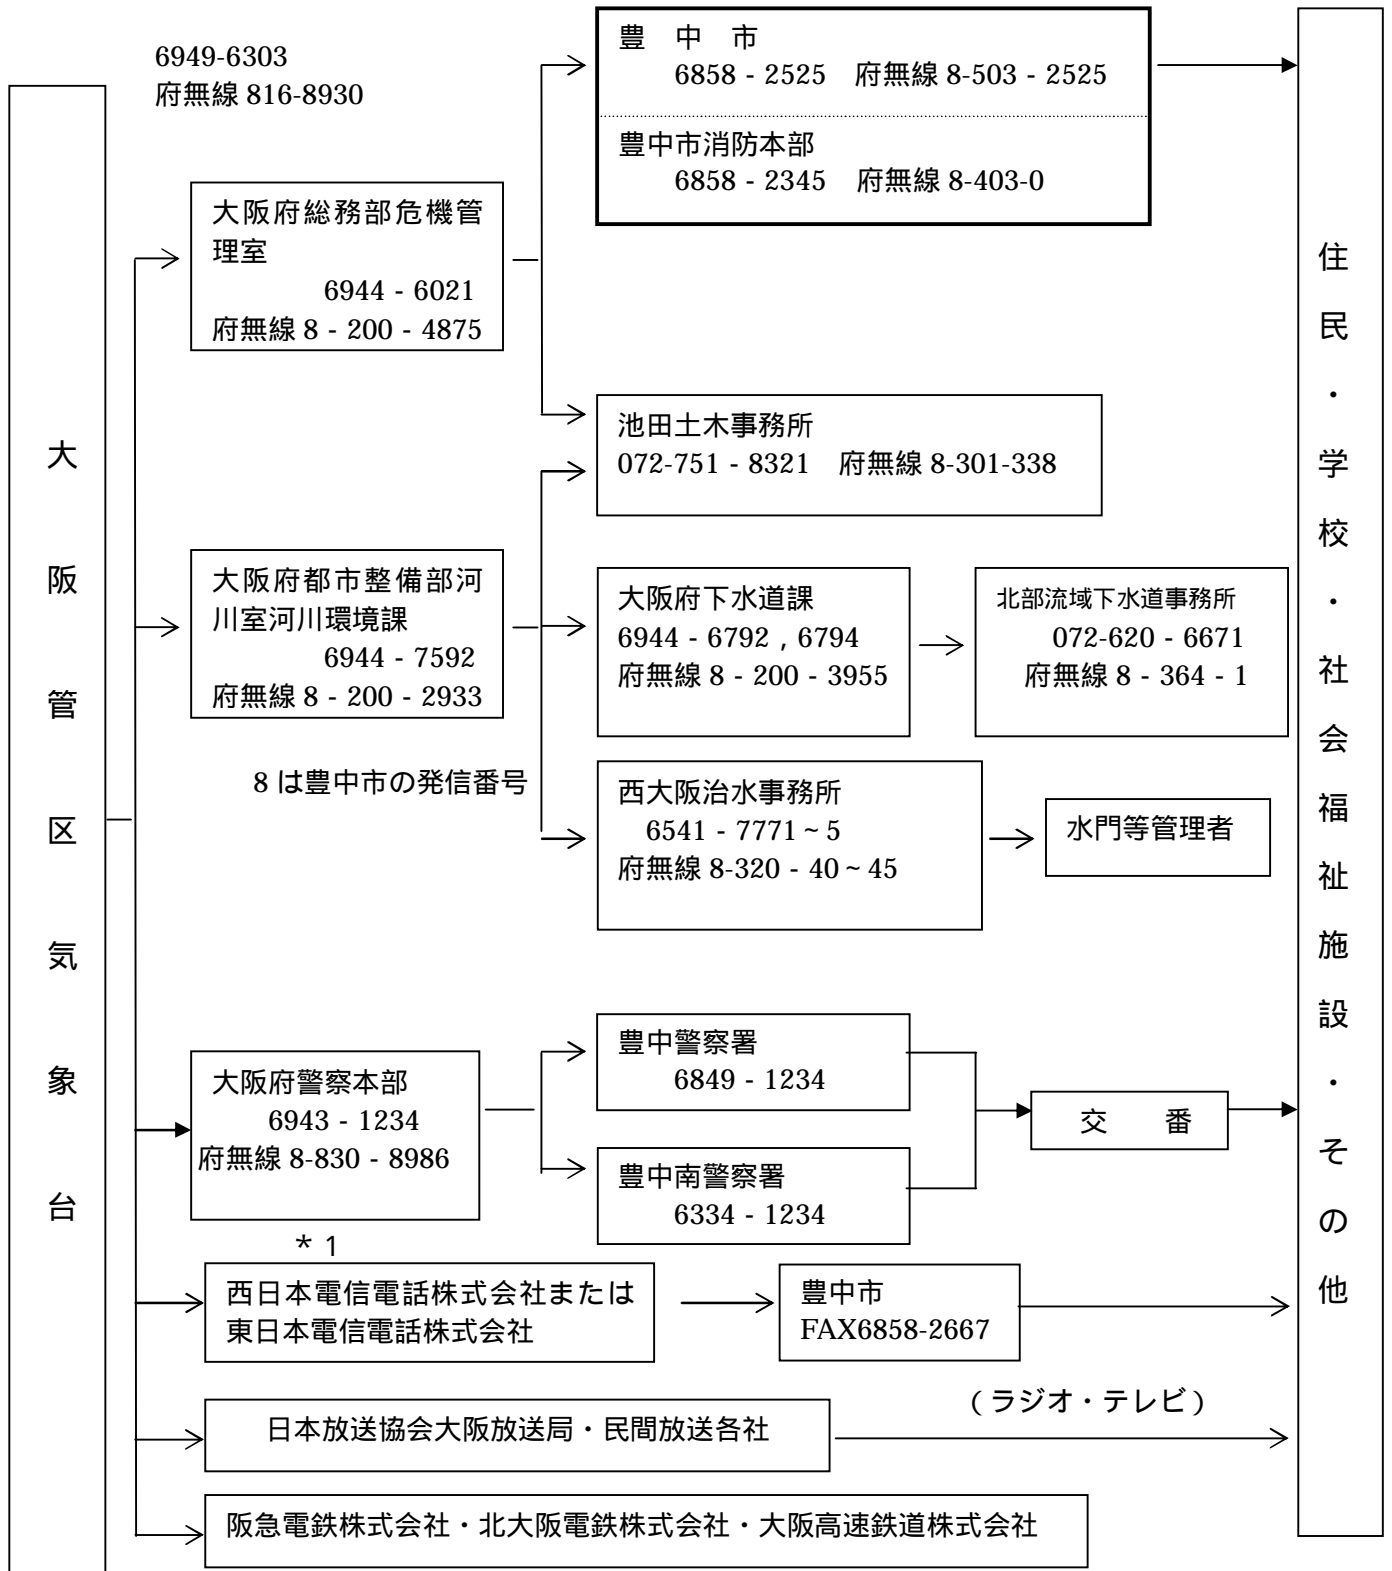 6949-6303
府無線 816-8930
大阪管区気象台
大阪府総務部危機管
理室
6944 - 6021
府無線 8 - 200 - 4875
豊 中 市
6858 - 2525 府無線 8-503 - 2525
豊中市消防本部
6858 - 2345 府無線 8-403-0
池田土木事務所
072-751 - 8321 府無線 8-301-338
大阪府都市整備部河
川室河川環境課
6944 - 7592
府無線 8 - 200 - 2933
大阪府下水道課
6944 - 6792 , 6794
府無線 8 - 200 - 3955
北部流域下水道事務所
072-620 - 6671
府無線 8 - 364 - 1
8 は豊中市の発信番号
西大阪治水事務所
6541 - 7771 ~ 5
府無線 8-320 - 40 ~ 45
水門等管理者
大阪府警察本部
6943 - 1234
府無線 8-830 - 8986
豊中警察署
6849 - 1234
豊中南警察署
6334 - 1234
交 番
* 1
西日本電信電話株式会社または
東日本電信電話株式会社
豊中市
FAX6858-2667
日本放送協会大阪放送局・民間放送各社
(ラジオ・テレビ)
阪急電鉄株式会社・北大阪電鉄株式会社・大阪高速鉄道株式会社
住民・学校・社会福祉施設・その他